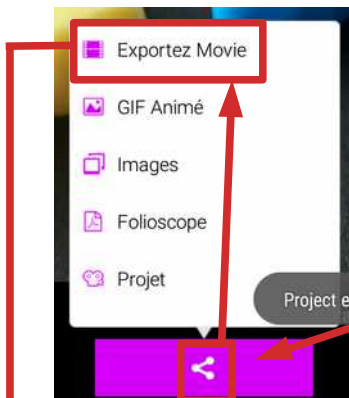 Exportez Movie
GIF Animé
Images
Folioscope
Projet
Project e